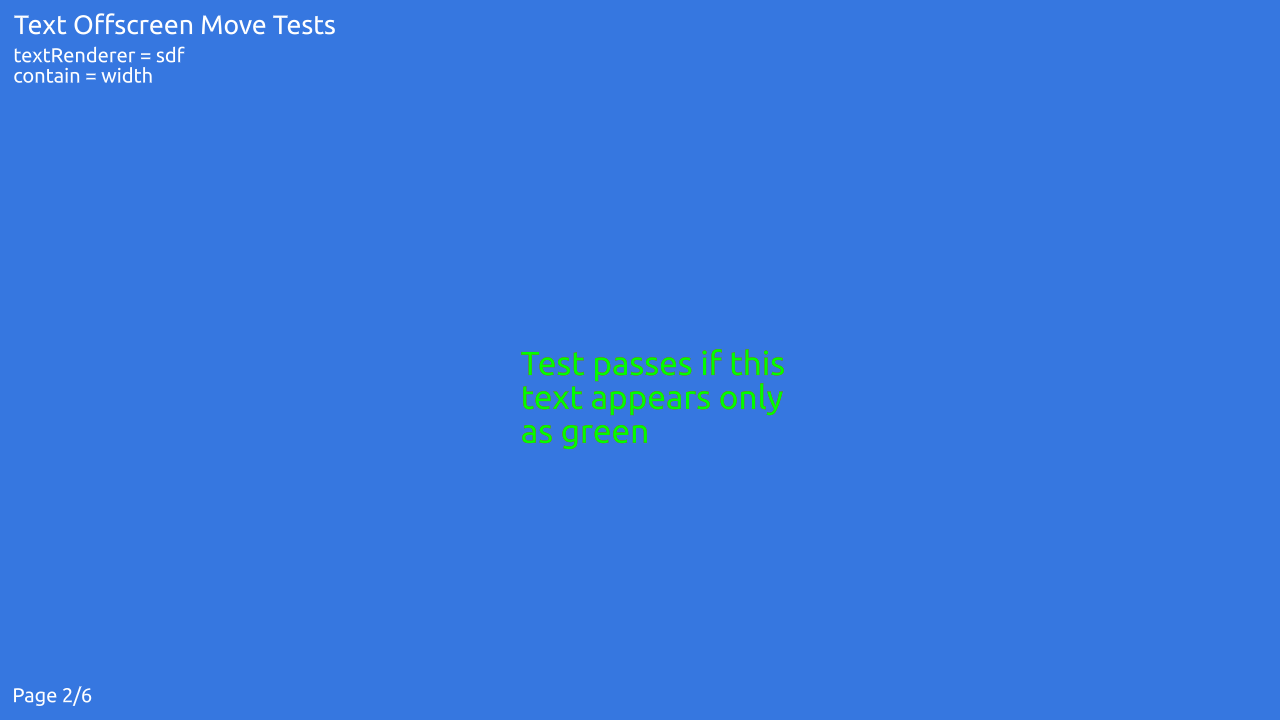 Text Offscreen Move Tests
textRenderer = sdf
contain = width
Test passes if this
text appears only
as green
Page 2/6